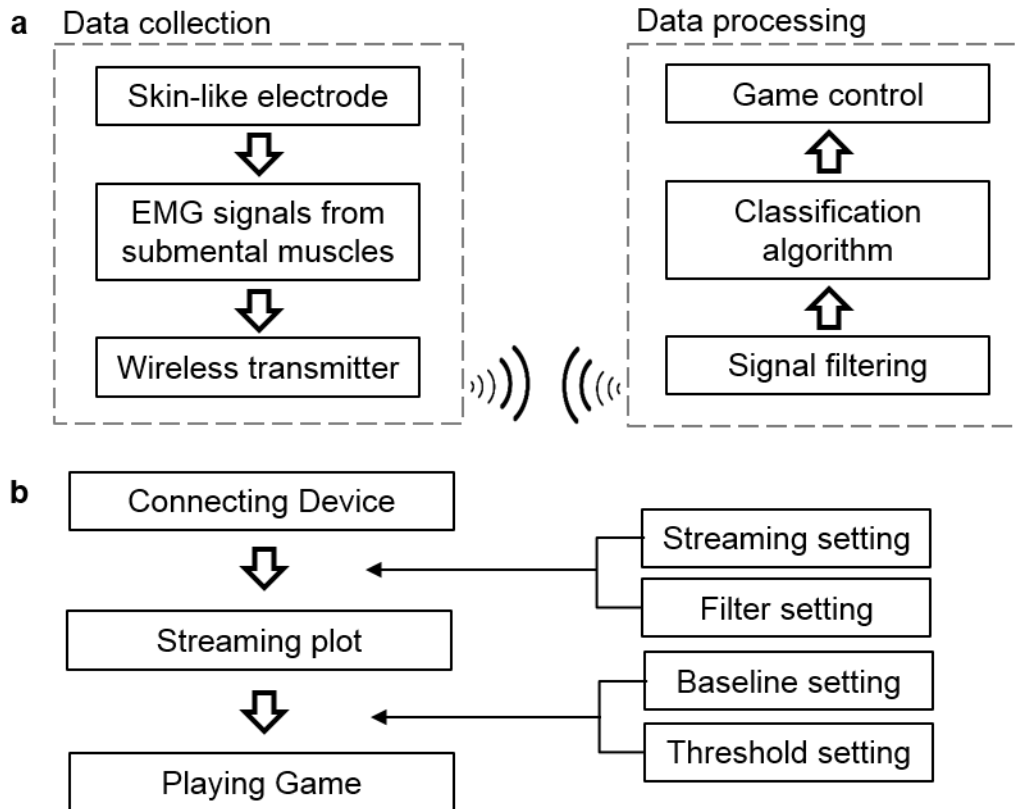 a
Data collection
Skin-like electrode
EMG signals from
submental muscles
Wireless transmitter
Data processing
Game control
Classification
algorithm
Signal filtering
b
Connecting Device
Streaming plot
Playing Game
Streaming setting
Filter setting
Baseline setting
Threshold setting